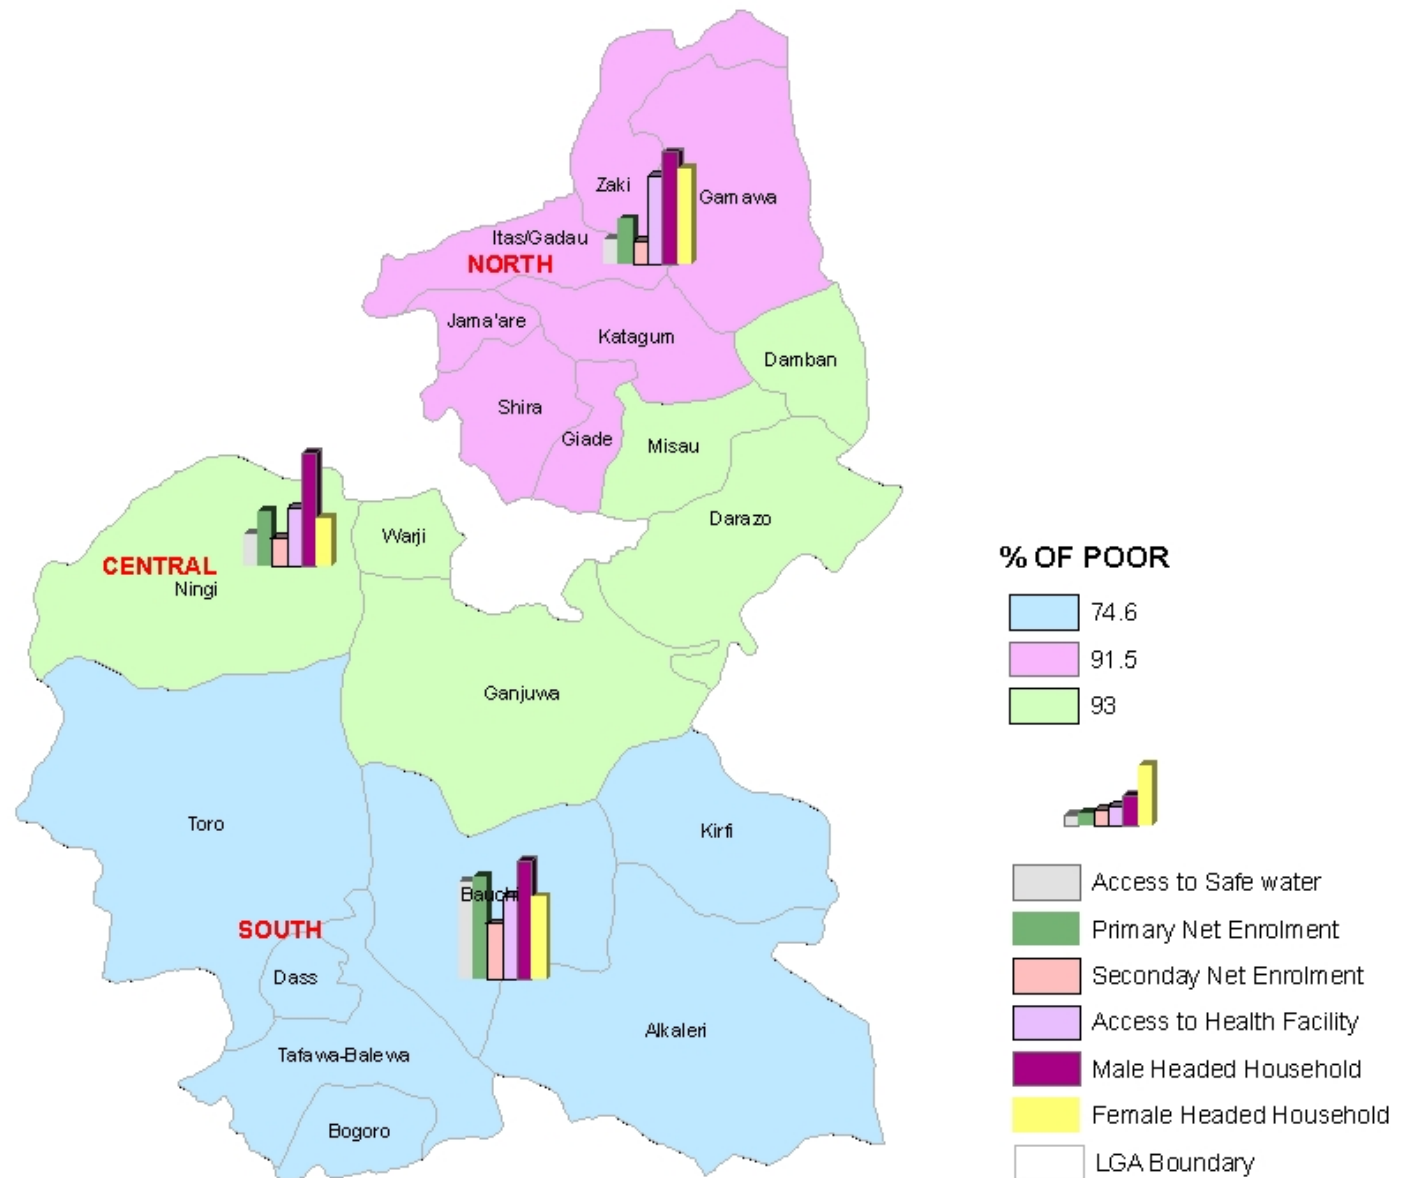 Zaki
Gamawa
Itas/Gadau
NORTH
Jama'are
Katagum
Damban
Shira
Giade
Misau
Darazo
Warji
CENTRAL
Ningi
Ganjuwa
Toro
Kirfi
Bauchi
SOUTH
Dass
Alkaleri
Tafawa-Balewa
Bogoro
% OF POOR
74.6
91.5
93
Access to Safe water
Primary Net Enrolment
Seconday Net Enrolment
Access to Health Facility
Male Headed Household
Female Headed Household
LGA Boundary